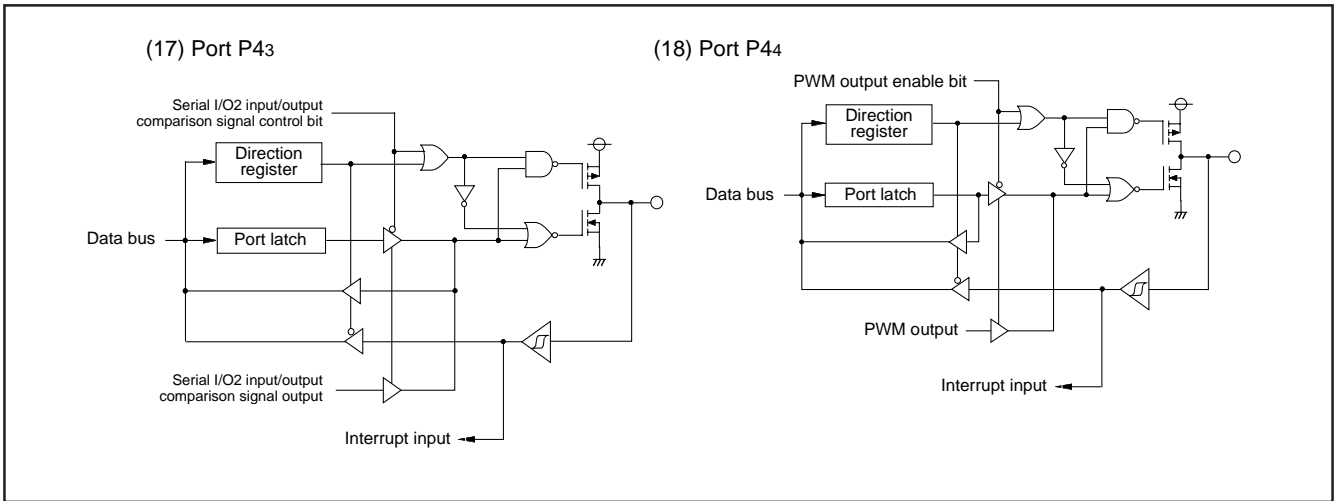 (17) Port P43
Serial I/O2 input/output
comparison signal control bit
Direction
register
Data bus
Port latch
Serial I/O2 input/output
comparison signal output
Interrupt input
(18) Port P44
PWM output enable bit
Direction
register
Data bus
Port latch
PWM output
Interrupt input